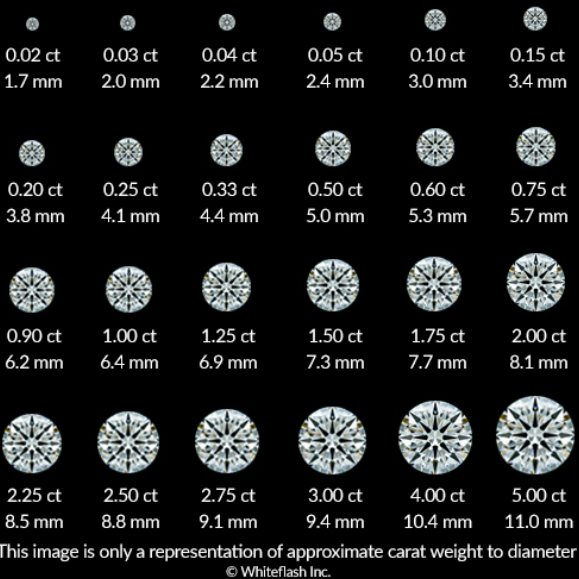 0.02 ct 0.03 ct 0.04 ct 0.05 ct 0.10 ct 0.15 ct
1.7 mm 2.0 mm 2.2 mm 2.4 mm 3.0 mm 3.4 mm
0.20 ct 0.25 ct 0.33 ct 0.50 ct 0.60 ct 0.75 ct
3.8 mm 4.1 mm 4.4 mm 5.0 mm 5.3 mm 5.7 mm
0.90 ct 1.00 ct 1.25 ct 1.50 ct 1.75 ct 2.00 ct
6.2 mm 6.4 mm 6.9 mm 7.3 mm 7.7 mm 8.1 mm
2.25 ct 2.50 ct 2.75 ct 3.00 ct 4.00 ct 5.00 ct
8.5 mm 8.8 mm 9.1 mm 9.4 mm 10.4 mm 11.0 mm
This image is only a representation of approximate carat weight to diameter
© Whiteflash Inc.